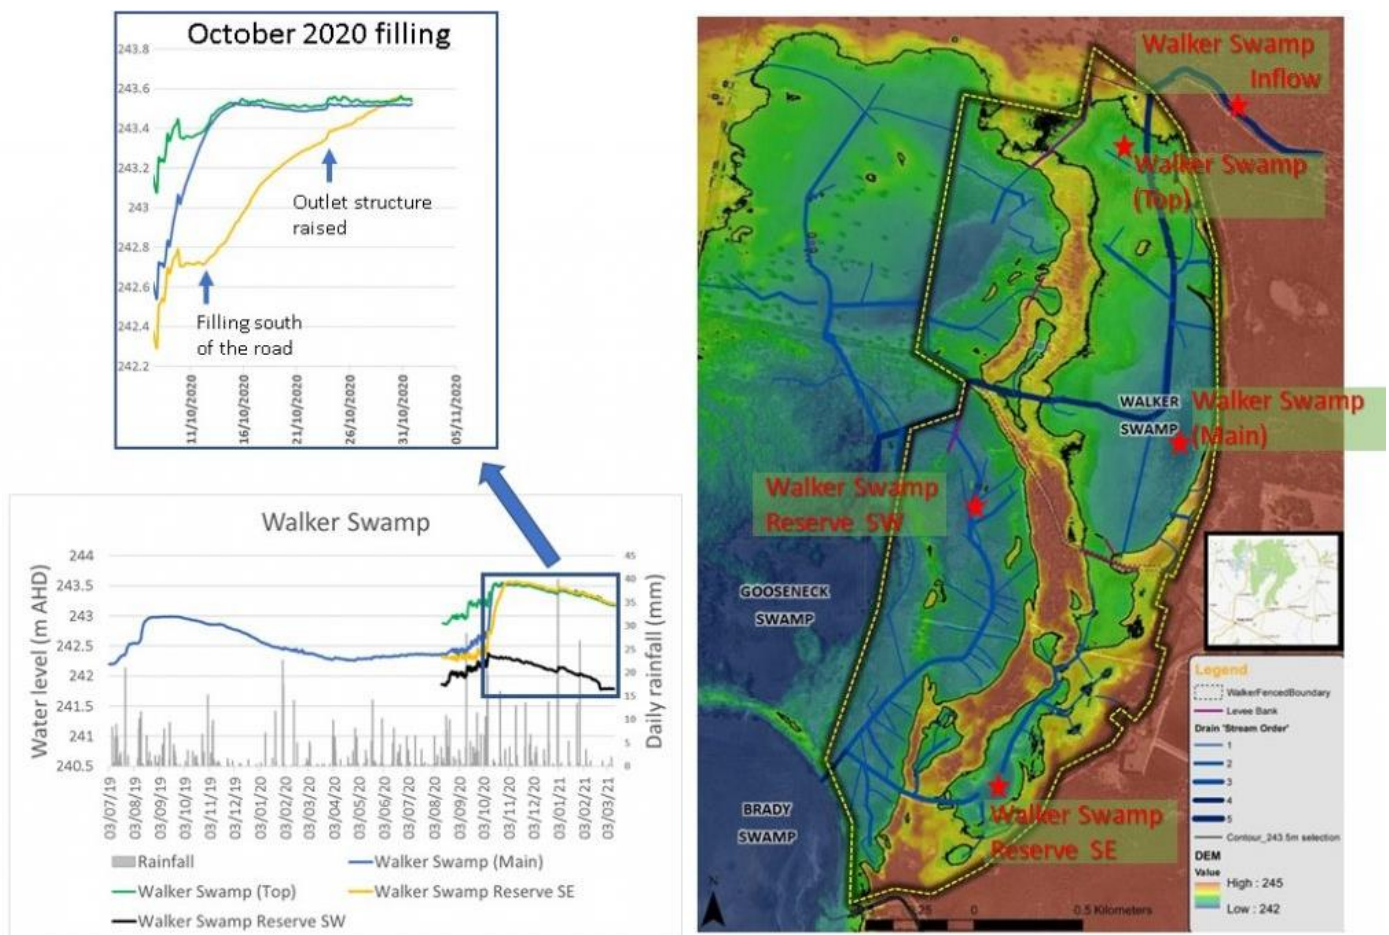 October 2020 filling
243.8
243.6
243.4
243.2
243
242.8
242.6
242.4
242.2
Outlet structure
raised
Filling south
of the road
11/10/2020
16/10/2020
21/10/2020
26/10/2020
31/10/2020
05/11/2020
Walker Swamp
Water level (m AHD)
244
243.5
243
242.5
242
241.5
241
240.5
45
40
35
30
25
20
15
10
5
0
Daily rainfall (mm)
03/07/19
03/08/19
03/09/19
03/10/19
03/11/19
03/12/19
03/01/20
03/02/20
03/03/20
03/04/20
03/05/20
03/06/20
03/07/20
03/08/20
03/09/20
03/10/20
03/11/20
03/12/20
03/01/21
03/02/21
03/03/21
Rainfall
Walker Swamp (Main)
Walker Swamp (Top)
Walker Swamp Reserve SE
Walker Swamp Reserve SW
Walker Swamp
Inflow
Walker Swamp
(Top)
WALKER
SWAMP
Walker Swamp
(Main)
Walker Swamp
Reserve SW
GOOSENECK
SWAMP
BRADY
SWAMP
Walker Swamp
Reserve SE
N
0
0.5 Kilometers
Legend
WalkerFencedBoundary
Levee Bank
Drain 'Stream Order'
1
2
3
4
5
Contour_243.5m selection
DEM
Value
High : 245
Low : 242